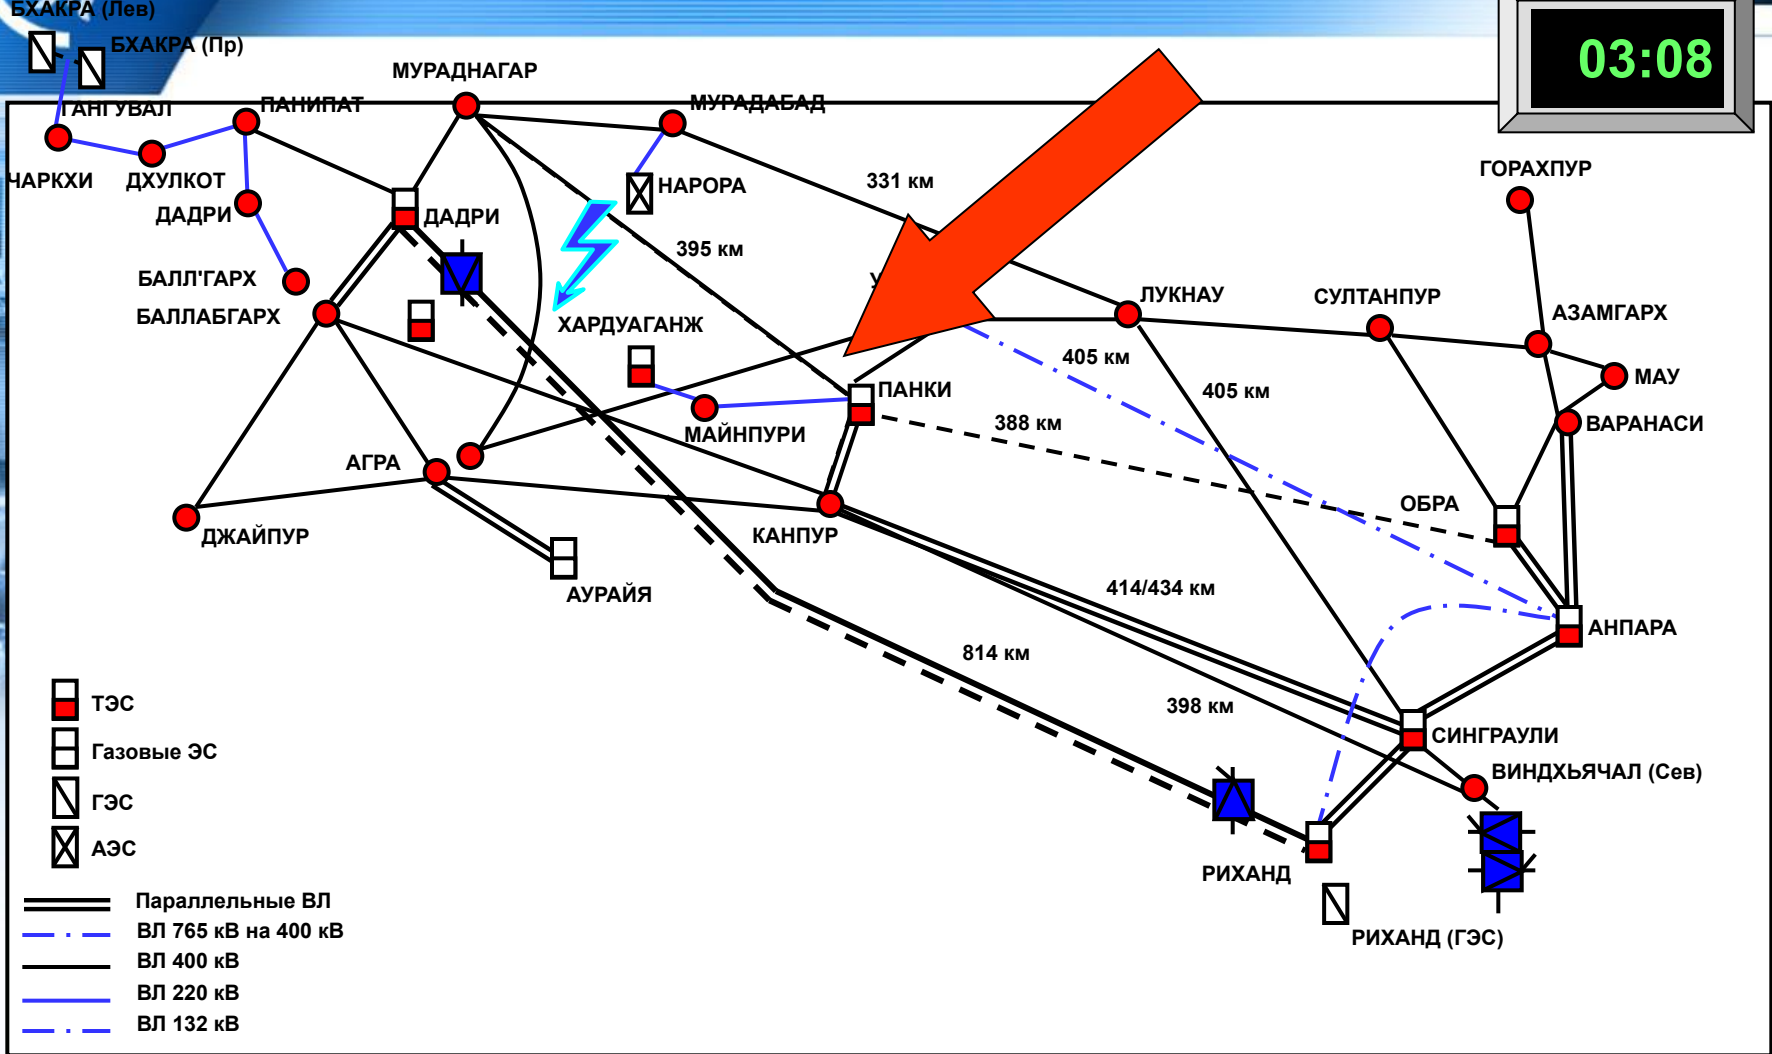 БХАКРА (Лев)
БХАКРА (Пр)
03:08
МУРАДНАГАР
АНГУВАЛ
ПАНИПАТ
МУРАДАБАД
ЧАРКХИ
ДХУЛКОТ
ДАДРИ
ДАДРИ
НАРОРА
331 км
ГОРАХПУР
395 км
БАЛЛ'ГАРХ
БАЛЛАБГАРХ
ХАРДУАГАНЖ
ЛУКНАУ
СУЛТАНПУР
АЗАМГАРХ
405 км
405 км
МАУ
ПАНКИ
388 км
МАЙНПУРИ
ВАРАНАСИ
АГРА
ОБРА
ДЖАЙПУР
КАНПУР
АУРАЙЯ
414/434 км
АНПАРА
814 км
398 км
СИНГРАУЛИ
ВИНДХЬЯЧАЛ (Сев)
РИХАНД
РИХАНД (ГЭС)
ТЭС
Газовые ЭС
ГЭС
АЭС
Параллельные ВЛ
ВЛ 765 кВ на 400 кВ
ВЛ 400 кВ
ВЛ 220 кВ
ВЛ 132 кВ